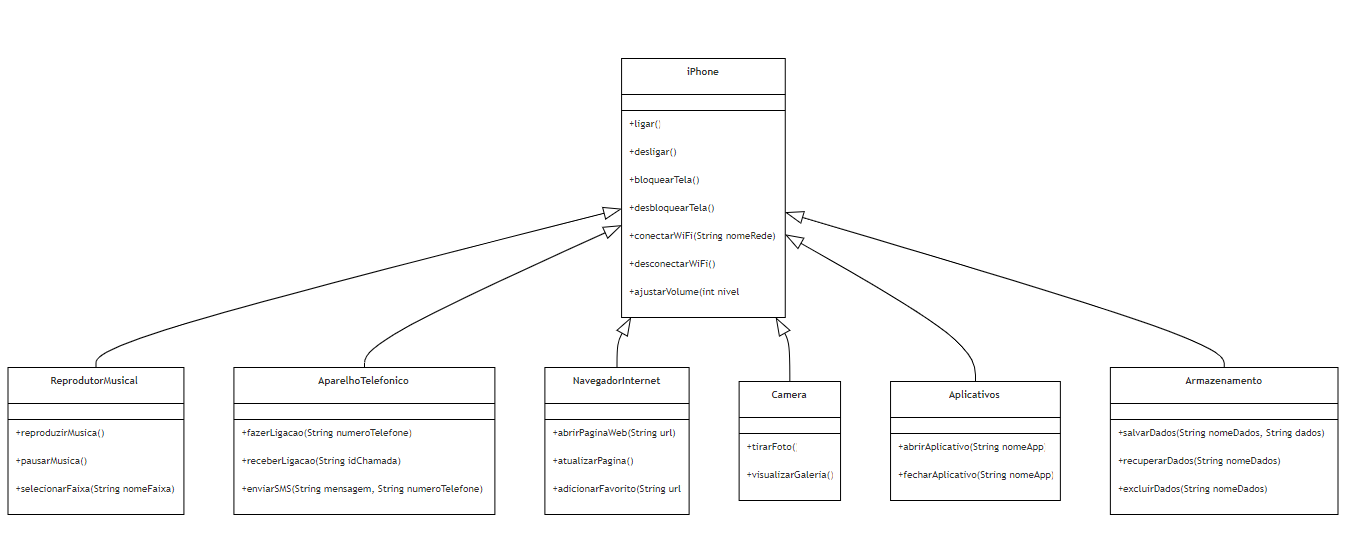 iPhone
+ligar()
+desligar()
+bloquearTela()
+desbloquearTela()
+conectarWiFi(String nomeRede)
+desconectarWiFi()
+ajustarVolume(int nivel
ReprodutorMusical
+reproduzirMusica()
+pausarMusica()
+selecionarFaixa(String nomeFaixa)
AparelhoTelefonico
+fazerLigacao(String numeroTelefone)
+receberLigacao(String idChamada)
+enviarSMS(String mensagem, String numeroTelefone)
NavegadorInternet
+abrirPaginaWeb(String url)
+atualizarPagina()
+adicionarFavorito(String url
Camera
+tirarFoto(
+visualizarGaleria()
Aplicativos
+abrirAplicativo(String nomeApp)
+fecharAplicativo(String nomeApp)
Armazenamento
+salvarDados(String nomeDados, String dados)
+recuperarDados(String nomeDados)
+excluirDados(String nomeDados)